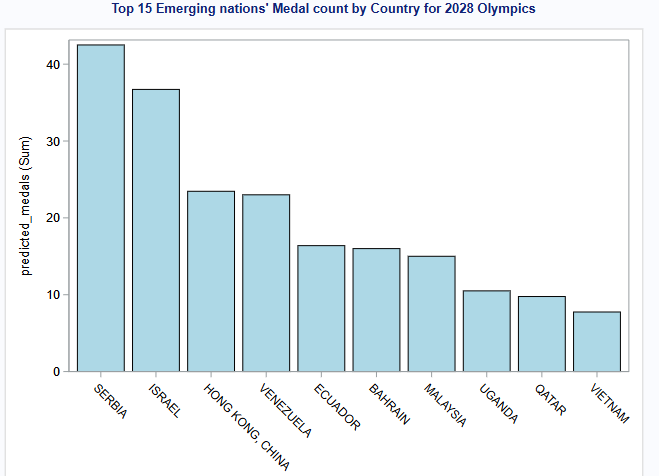 Top 15 Emerging nations' Medal count by Country for 2028 Olympics
predicted_medals (Sum)
40
30
20
10
0
SERBIA
ISRAEL
HONG KONG, CHINA
VENEZUELA
ECUADOR
BAHRAIN
MALAYSIA
UGANDA
QATAR
VIETNAM